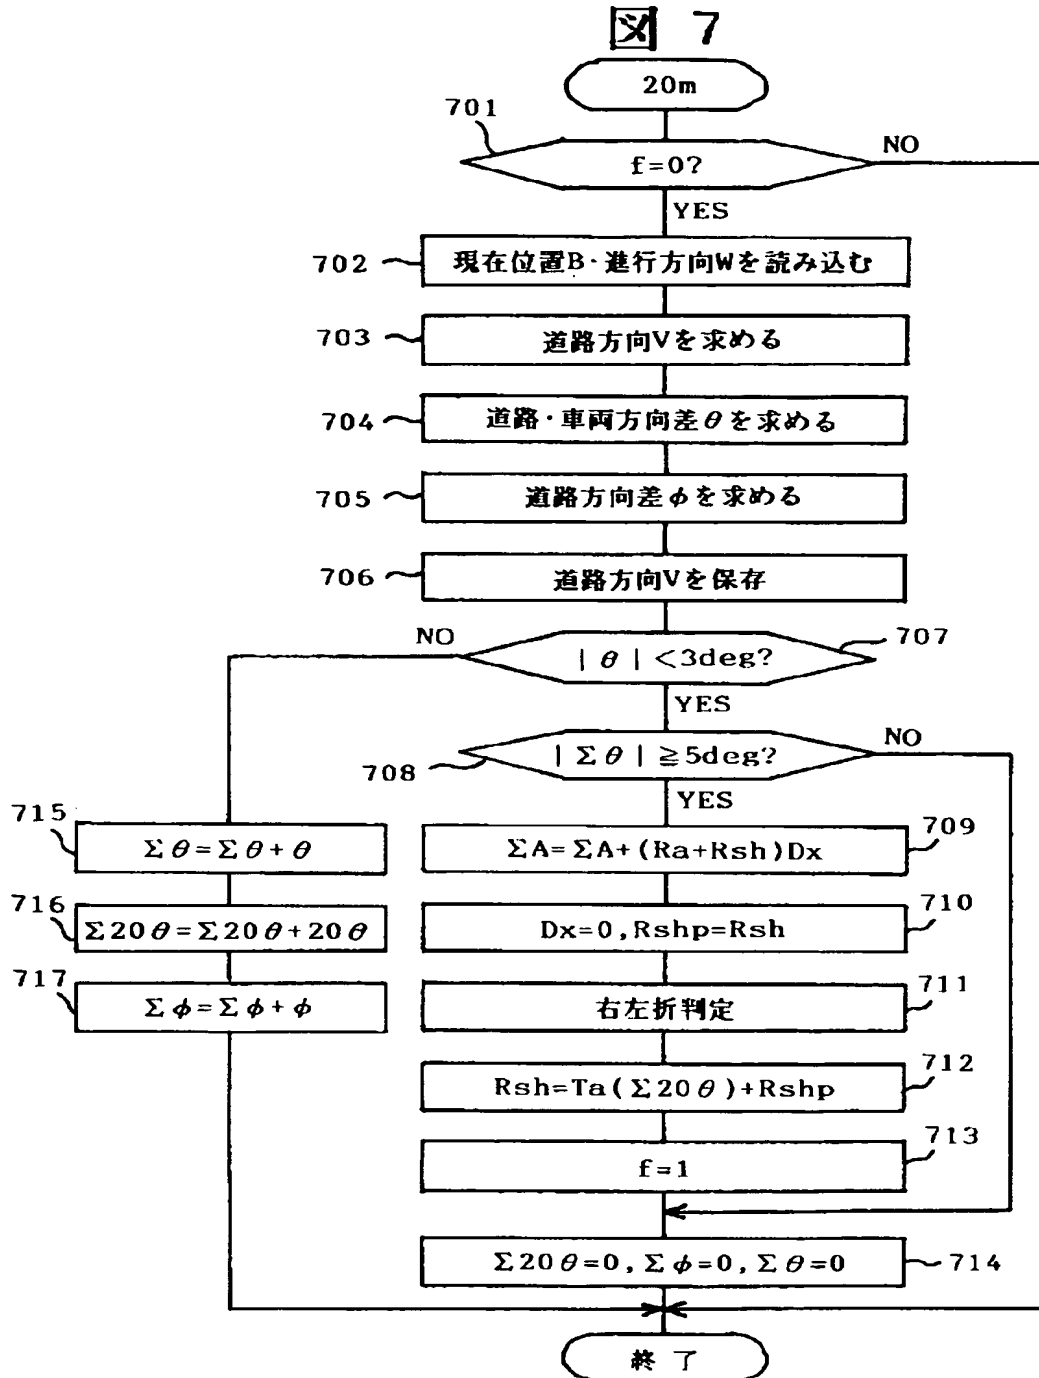 図 7
20m
701
f=0?
NO
YES
702
現在位置B・進行方向Wを読み込む
703
道路方向Vを求める
704
道路・車両方向差θを求める
705
道路方向差φを求める
706
道路方向Vを保存
NO
707
|θ|<3deg?
YES
708
|Σθ|≧5deg?
NO
YES
715
Σθ=Σθ+θ
709
ΣA=ΣA+(Ra+Rsh)Dx
716
Σ20θ=Σ20θ+20θ
710
Dx=0,Rshp=Rsh
717
Σφ=Σφ+φ
711
右左折判定
712
Rsh=Ta(Σ20θ)+Rshp
713
f=1
Σ20θ=0,Σφ=0,Σθ=0
714
終了